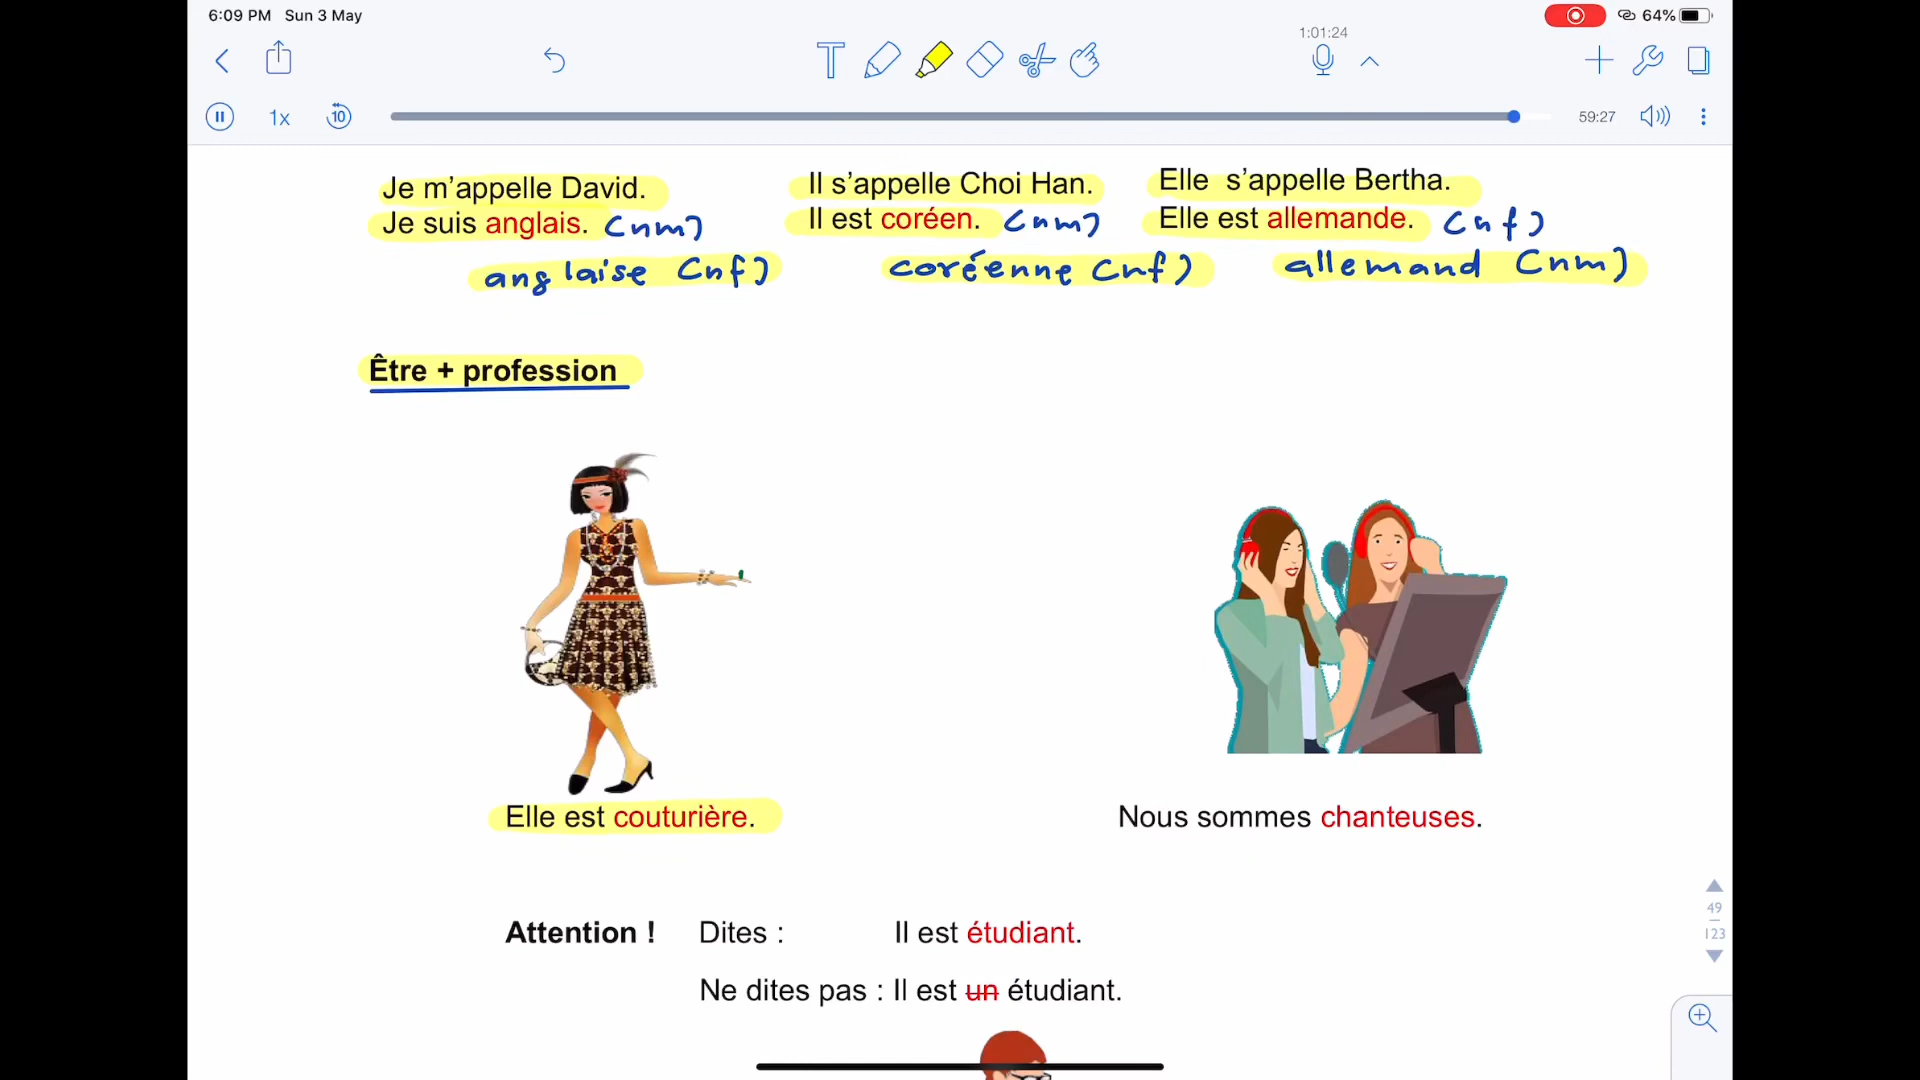 6:09 PM Sun 3 May
64%
1:01:24
T
1x
10
59:27
Je m’appelle David.
Je suis anglais. (nm)
anglaise (nf)
Il s’appelle Choi Han.
Il est coréen. (nm)
coréenne (nf)
Elle s’appelle Bertha.
Elle est allemande. (nf)
allemand (nm)
Être + profession
Elle est couturière.
Nous sommes chanteuses.
Attention ! Dites : Il est étudiant.
Ne dites pas : Il est un étudiant.
49
123